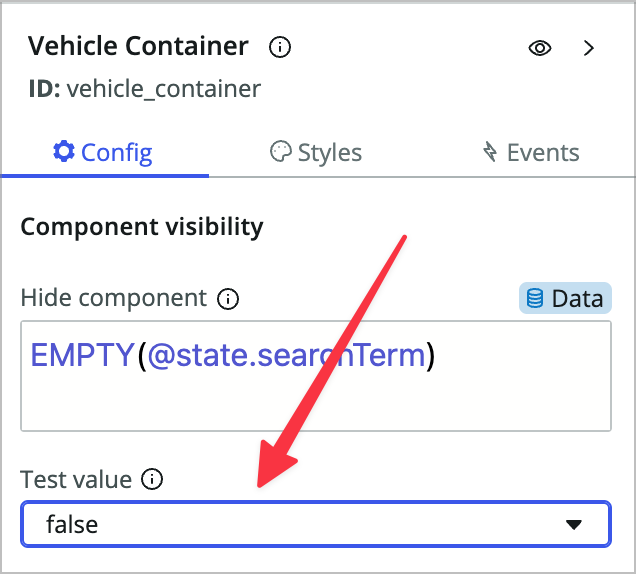 Vehicle Container
ID: vehicle_container
Config Styles Events
Component visibility
Hide component Data
EMPTY(@state.searchTerm)
Test value
false